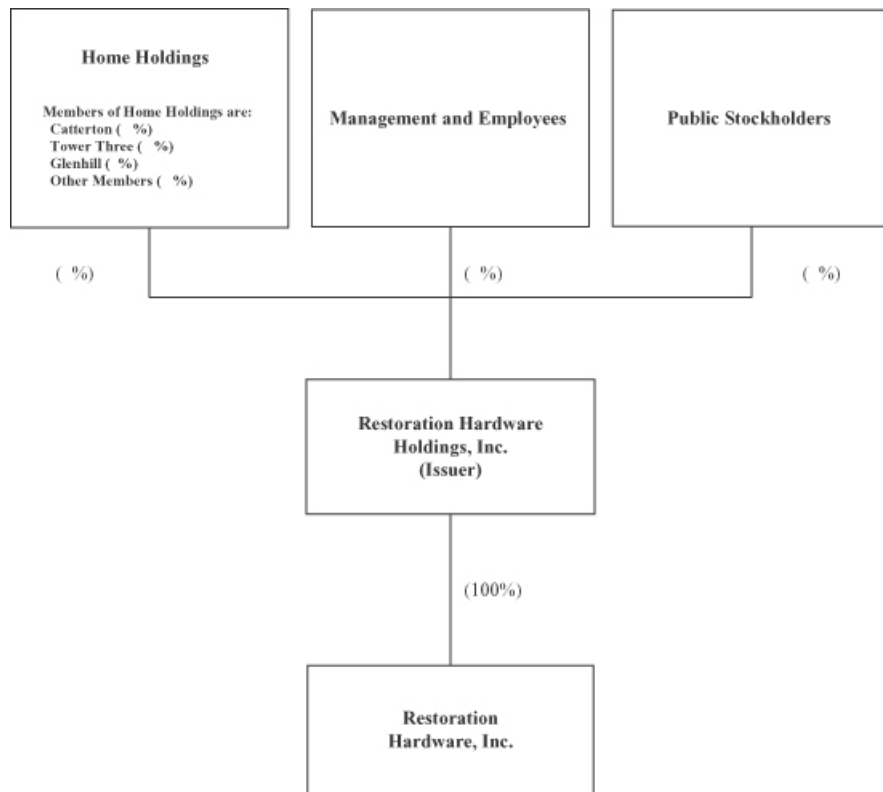 Home Holdings
Members of Home Holdings are:
Catterton (   %)
Tower Three (   %)
Glenhill (   %)
Other Members (   %)
Management and Employees
Public Stockholders
(   %)
(   %)
(   %)
Restoration Hardware
Holdings, Inc.
(Issuer)
(100%)
Restoration
Hardware, Inc.